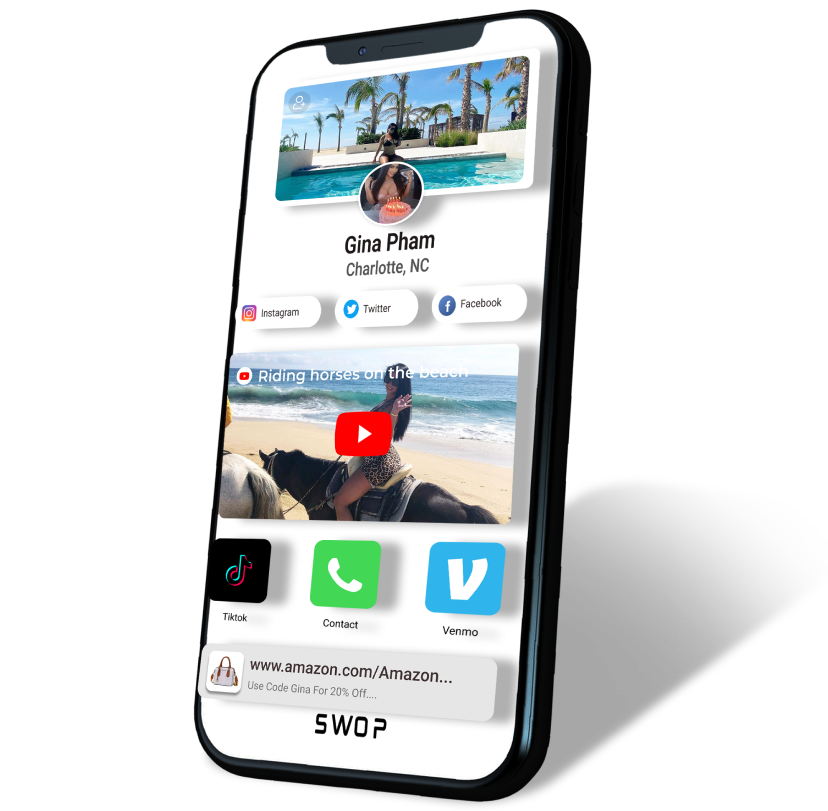 Gina Pham
Charlotte, NC
Instagram
Twitter
Facebook
Riding horses on the beach
Tiktok
Contact
Venmo
www.amazon.com/Amazon...
Use Code Gina For 20% Off....
SWOP